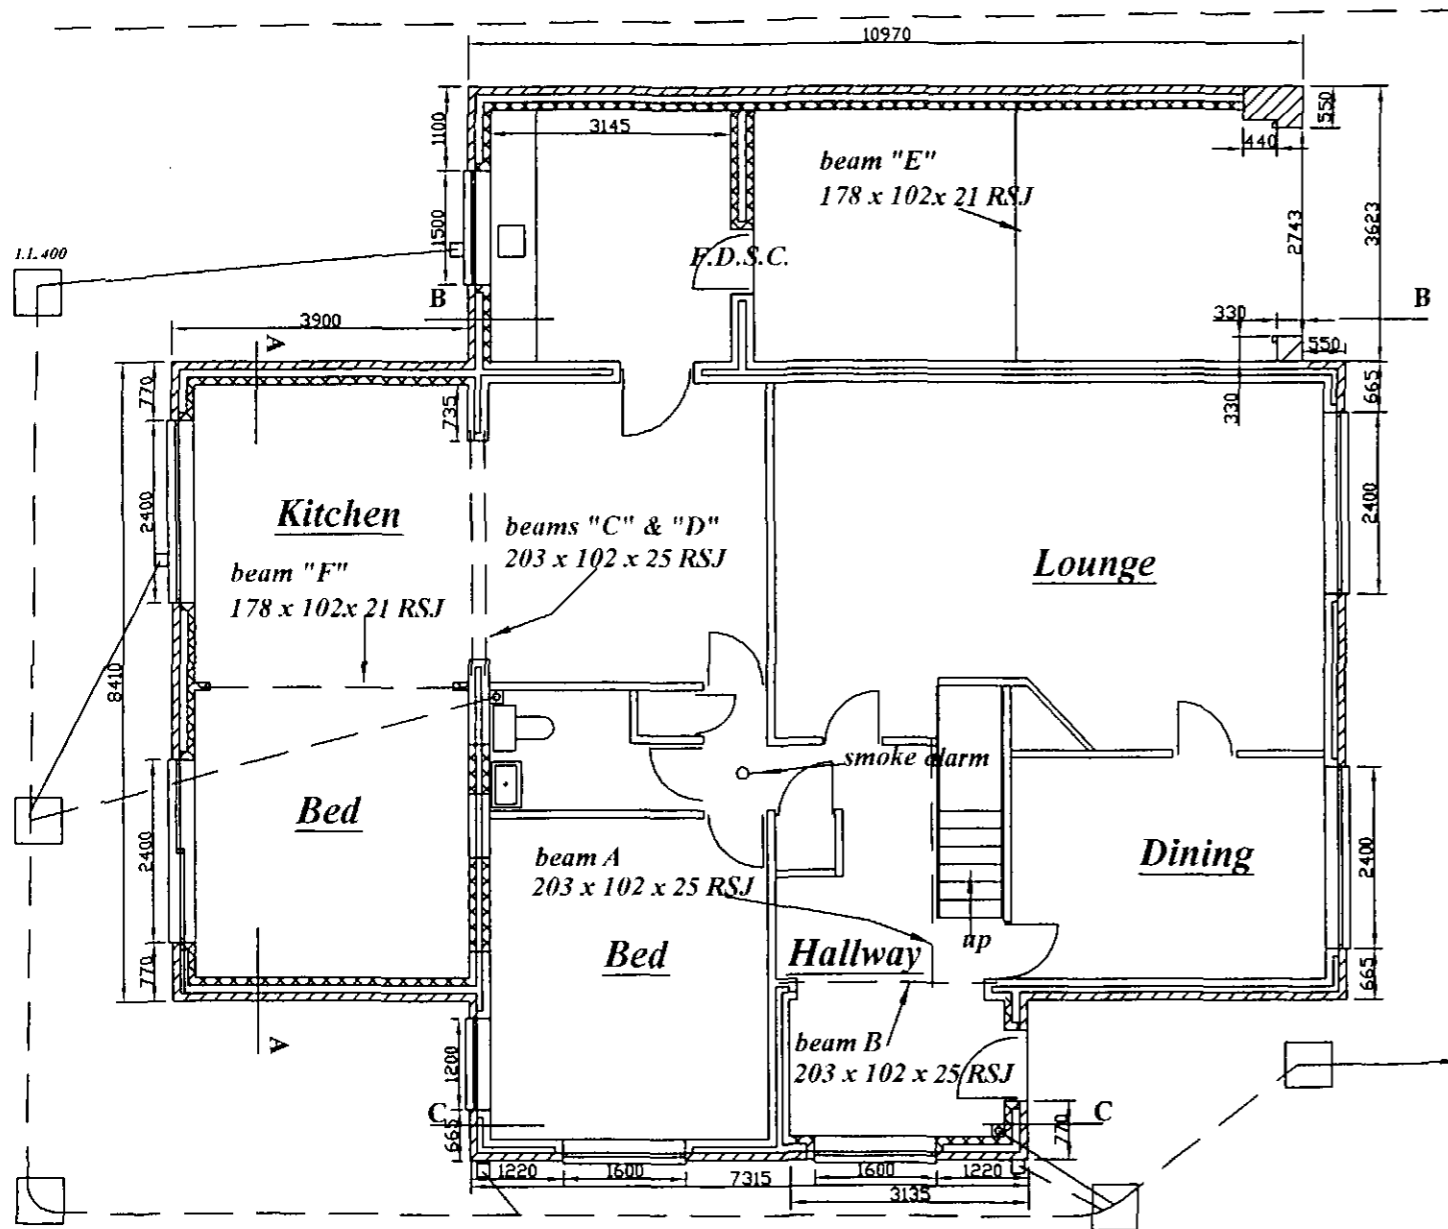 10970
550
1100
3145
440
beam "E"
178 x 102x 21 RSJ
1500
2743
3623
I.L.400
F.D.S.C.
B
B
3900
330
550
A
770
735
330
665
2400
Kitchen
beams "C" & "D"
203 x 102 x 25 RSJ
2400
Lounge
beam "F"
178 x 102x 21 RSJ
8410
smoke alarm
Bed
2400
beam A
203 x 102 x 25 RSJ
Dining
2400
up
Bed
Hallway
770
665
A
beam B
203 x 102 x 25 RSJ
1200
C
C
665
770
1220
1600
7315
1600
1220
3135